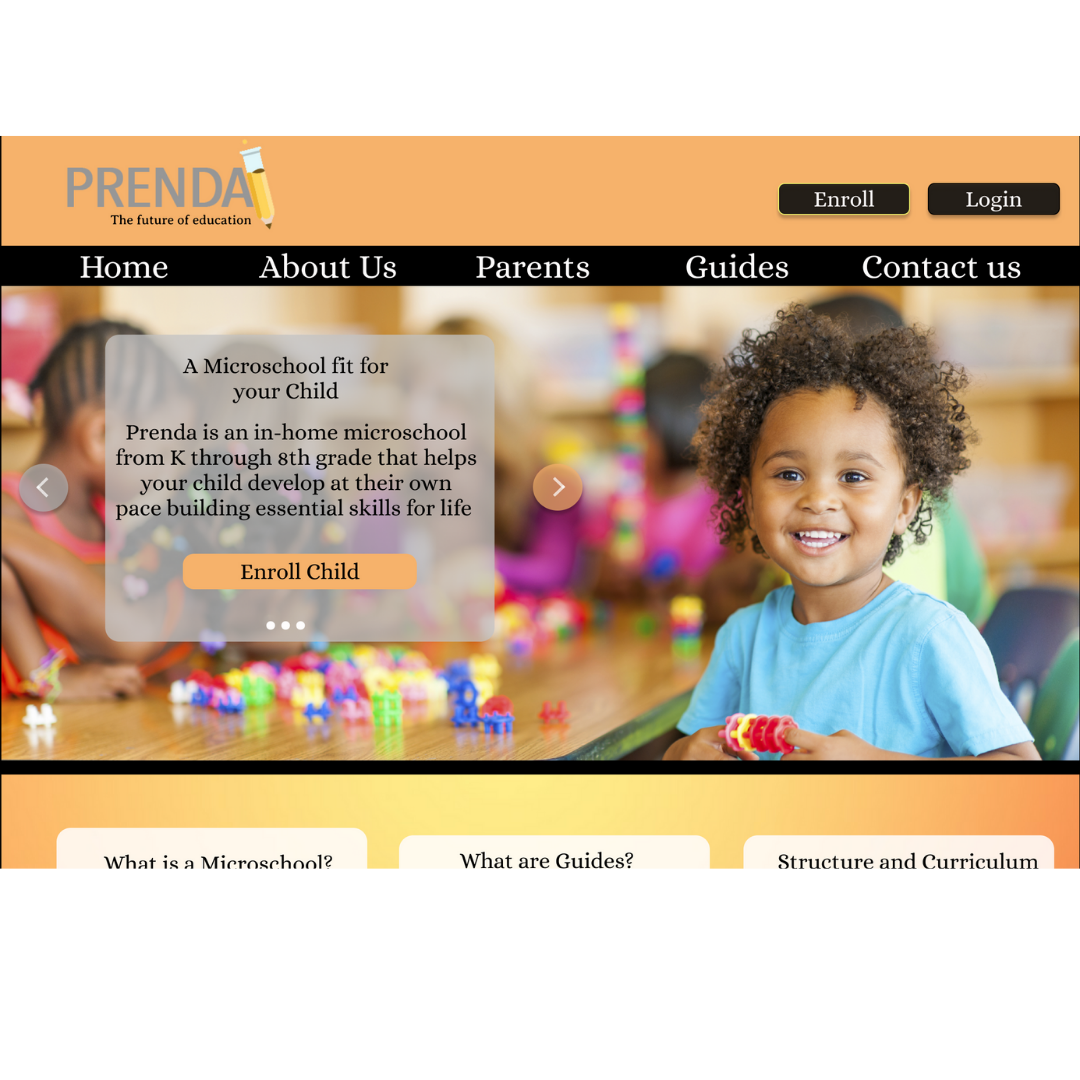 PRENDA
The future of education
Enroll
Login
Home
About Us
Parents
Guides
Contact us
A Microschool fit for
your Child
Prenda is an in-home microschool
from K through 8th grade that helps
your child develop at their own
pace building essential skills for life
Enroll Child
What is a Microschool?
What are Guides?
Structure and Curriculum